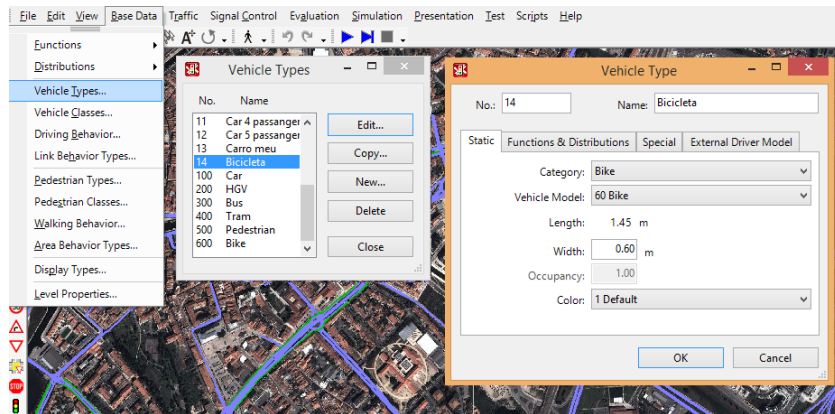 File Edit View Base Data Traffic Signal Control Evaluation Simulation Presentation Test Scripts Help
Functions
Distributions
Vehicle Types...
Vehicle Classes...
Driving Behavior...
Link Behavior Types...
Pedestrian Types...
Pedestrian Classes...
Walking Behavior...
Area Behavior Types...
Display Types...
Level Properties...
STOP
Vehicle Types
No. Name
11 Car 4 passanger
12 Car 5 passanger
13 Carro meu
14 Bicicleta
100 Car
200 HGV
300 Bus
400 Tram
500 Pedestrian
600 Bike
Edit...
Copy...
New...
Delete
Close
Vehicle Type
No.: 14 Name: Bicicleta
Static Functions & Distributions Special External Driver Model
Category: Bike
Vehicle Model: 60 Bike
Length: 1.45 m
Width: 0.60 m
Occupancy: 1.00
Color: 1 Default
OK Cancel